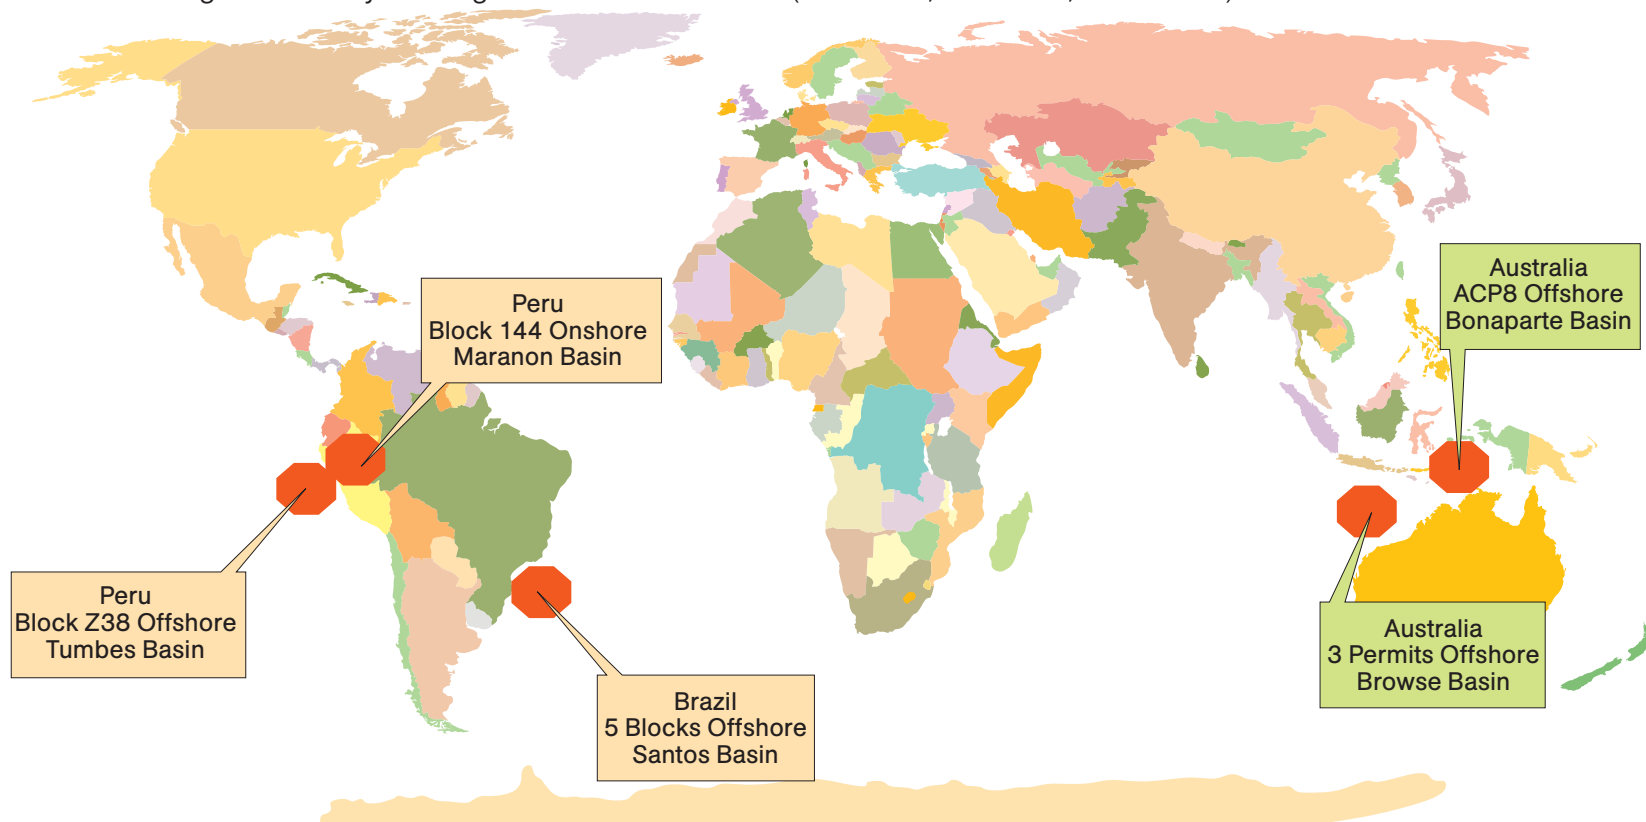 Peru
Block 144 Onshore
Maranon Basin
Australia
ACP8 Offshore
Bonaparte Basin
Peru
Block Z38 Offshore
Tumbes Basin
Brazil
5 Blocks Offshore
Santos Basin
Australia
3 Permits Offshore
Browse Basin